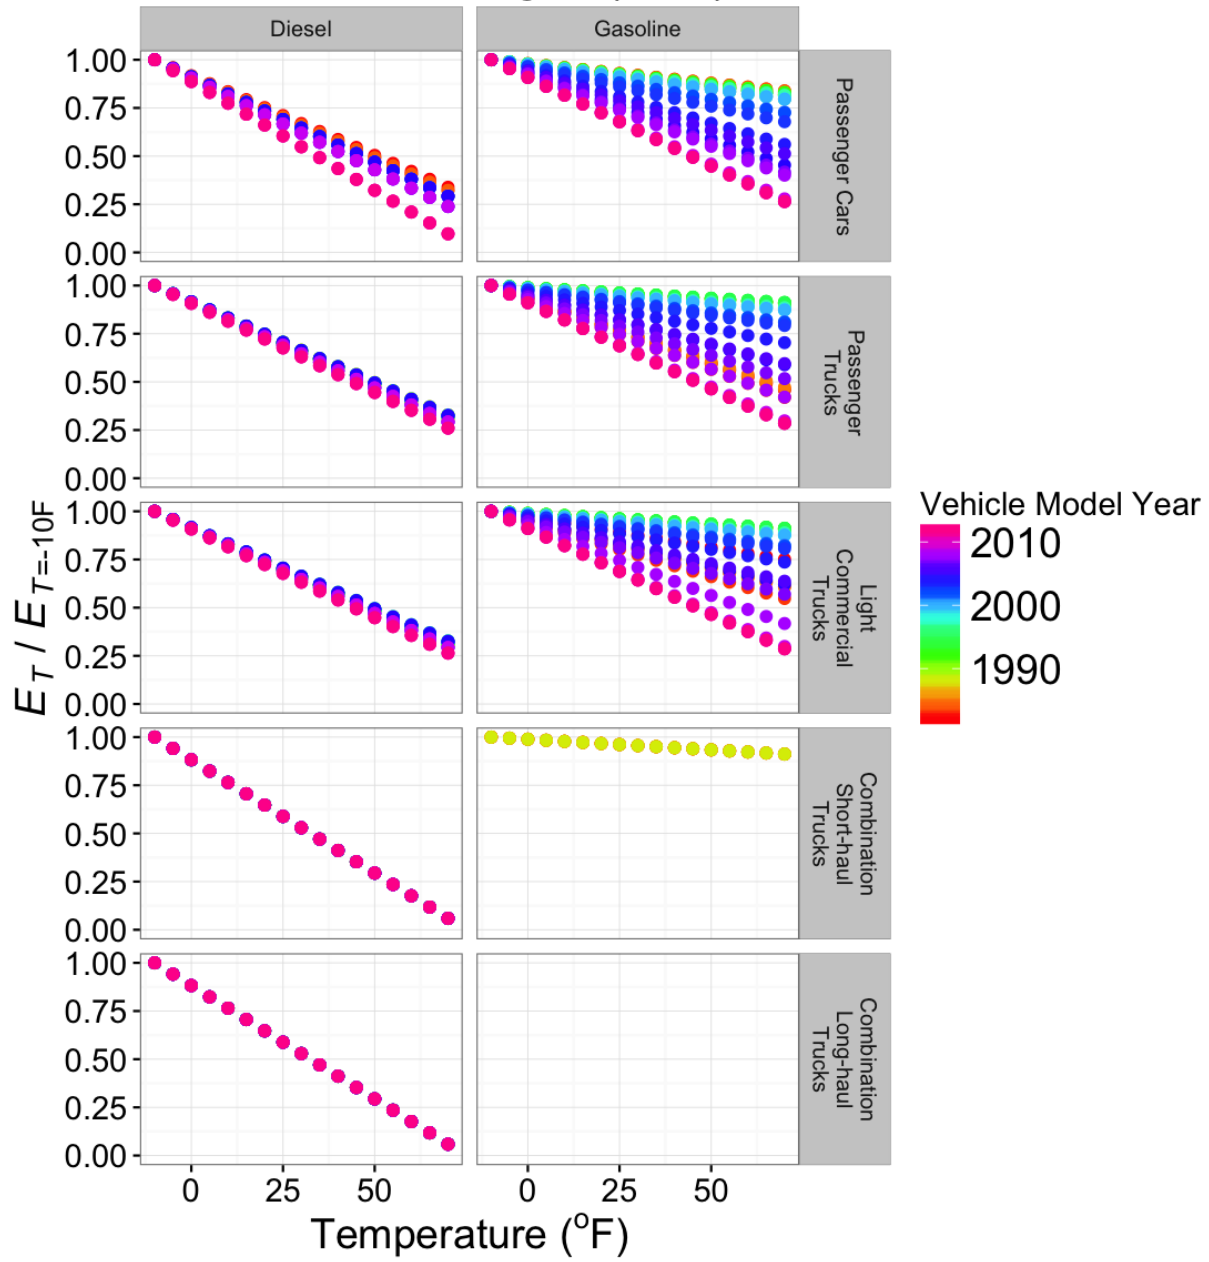 Diesel
Gasoline
1.00
0.75
0.50
0.25
0.00
Passenger Cars
1.00
0.75
0.50
0.25
0.00
Passenger
Trucks
1.00
0.75
0.50
0.25
0.00
Light
Commercial
Trucks
1.00
0.75
0.50
0.25
0.00
Combination
Short-haul
Trucks
1.00
0.75
0.50
0.25
0.00
Combination
Long-haul
Trucks
E_T / E_T=-10F
0 25 50
0 25 50
Temperature (°F)
Vehicle Model Year
2010
2000
1990